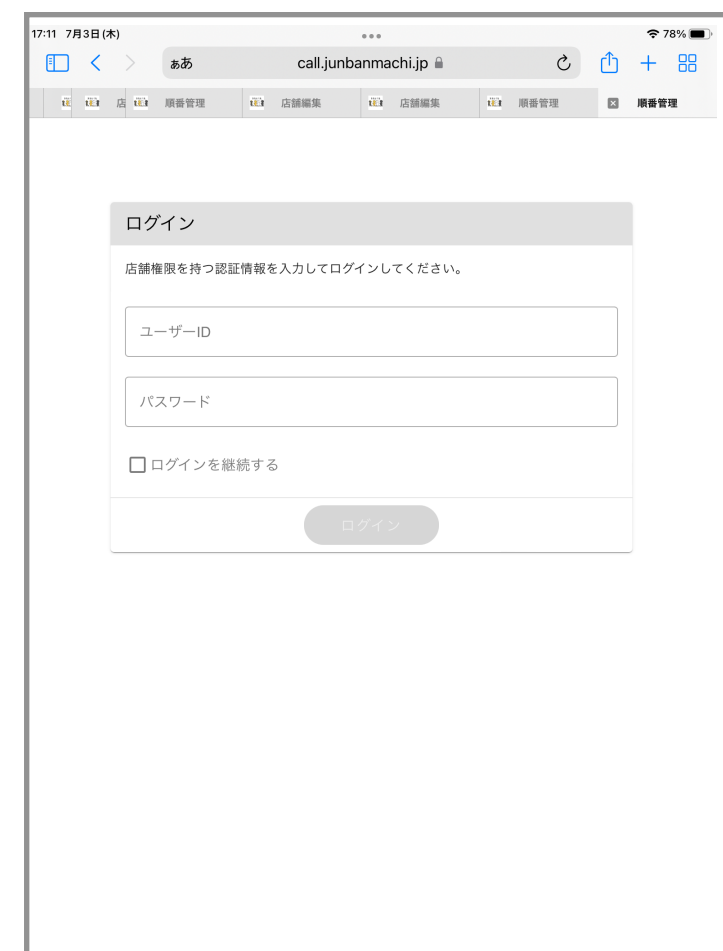 17:11 7月3日(木)
78%
ぁあ
call.junbanmachi.jp
店
順番管理
店舗編集
店舗編集
順番管理
順番管理
ログイン
店舗権限を持つ認証情報を入力してログインしてください。
ユーザーID
パスワード
ログインを継続する
ログイン